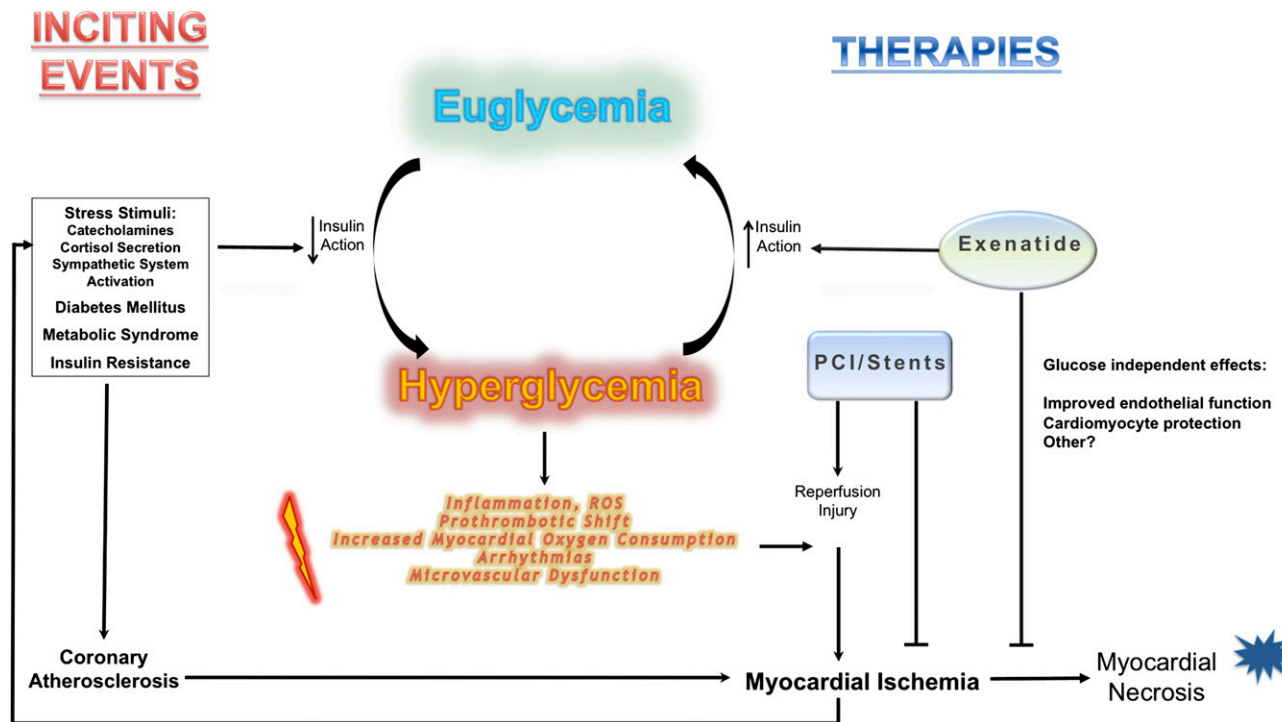 INCITING
EVENTS
THERAPIES
Euglycemia
Stress Stimuli:
Catecholamines
Cortisol Secretion
Sympathetic System
Activation
Diabetes Mellitus
Metabolic Syndrome
Insulin Resistance
Insulin
Action
Insulin
Action
Exenatide
Hyperglycemia
PCI/Stents
Glucose independent effects:
Improved endothelial function
Cardiomyocyte protection
Other?
Inflammation, ROS
Prothrombotic Shift
Increased Myocardial Oxygen Consumption
Arrhythmias
Microvascular Dysfunction
Reperfusion
Injury
Coronary
Atherosclerosis
Myocardial Ischemia
Myocardial
Necrosis